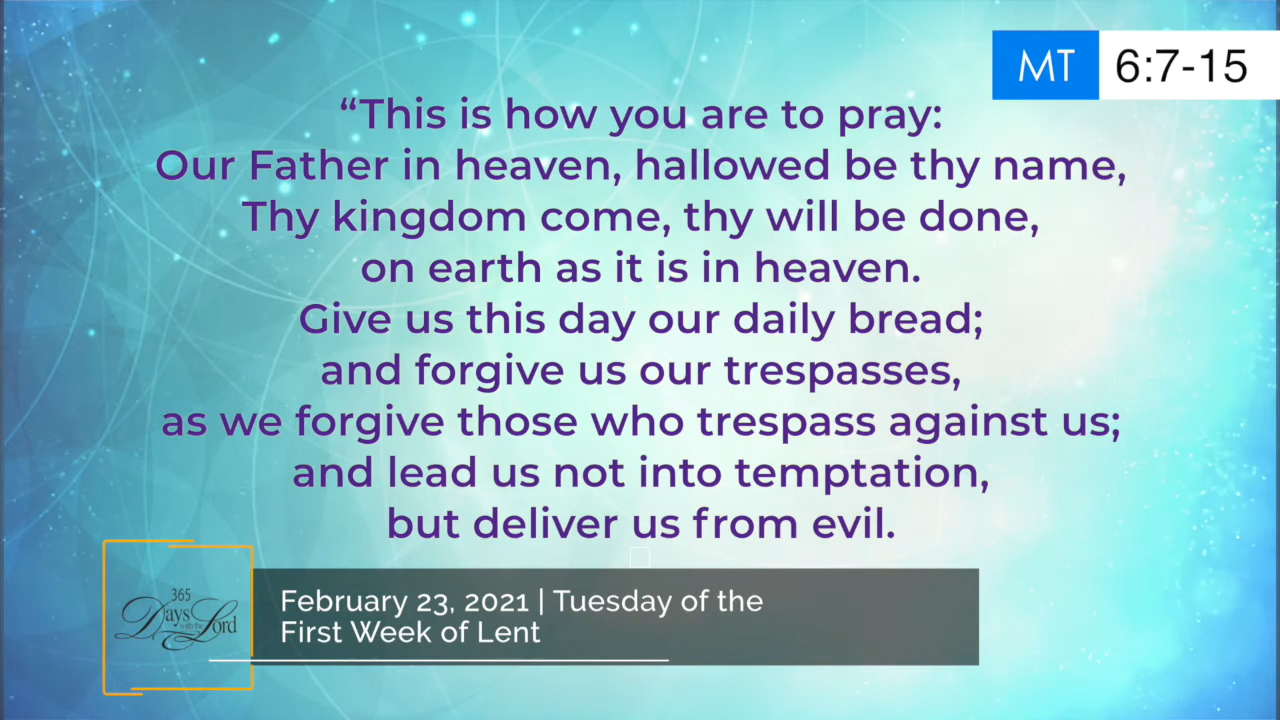 MT 6:7-15
“This is how you are to pray:
Our Father in heaven, hallowed be thy name,
Thy kingdom come, thy will be done,
on earth as it is in heaven.
Give us this day our daily bread;
and forgive us our trespasses,
as we forgive those who trespass against us;
and lead us not into temptation,
but deliver us from evil.
365
Days with the Lord
February 23, 2021 | Tuesday of the
First Week of Lent